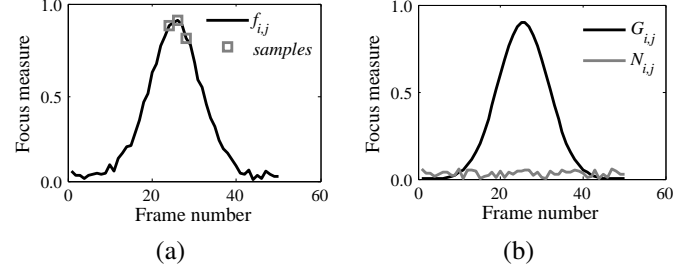 1.0
0.5
0.0
0
20
40
60
Focus measure
Frame number
f_{i,j}
samples
(a)
1.0
0.5
0.0
0
20
40
60
Focus measure
Frame number
G_{i,j}
N_{i,j}
(b)